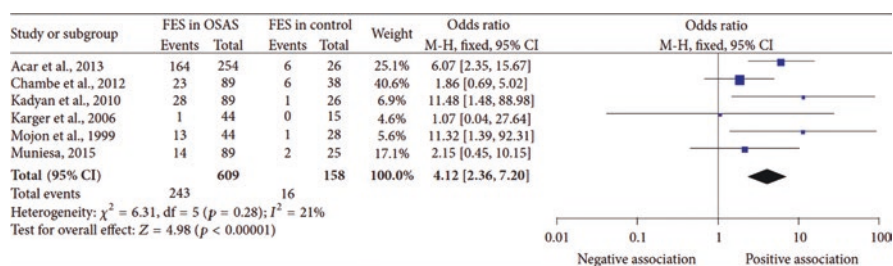 Study or subgroup FES in OSAS FES in control Weight Odds ratio Odds ratio
Events Total Events Total M-H, fixed, 95% CI M-H, fixed, 95% CI
Acar et al., 2013 164 254 6 26 25.1% 6.07 [2.35, 15.67]
Chambe et al., 2012 23 89 6 38 40.6% 1.86 [0.69, 5.02]
Kadyan et al., 2010 28 89 1 26 6.9% 11.48 [1.48, 88.98]
Karger et al., 2006 1 44 0 15 4.6% 1.07 [0.04, 27.64]
Mojon et al., 1999 13 44 1 28 5.6% 11.32 [1.39, 92.31]
Muniesa, 2015 14 89 2 25 17.1% 2.15 [0.45, 10.15]
Total (95% CI) 609 158 100.0% 4.12 [2.36, 7.20]
Total events 243 16
Heterogeneity: χ² = 6.31, df = 5 (p = 0.28); I² = 21%
Test for overall effect: Z = 4.98 (p < 0.00001)
0.01 0.1 1 10 100
Negative association Positive association